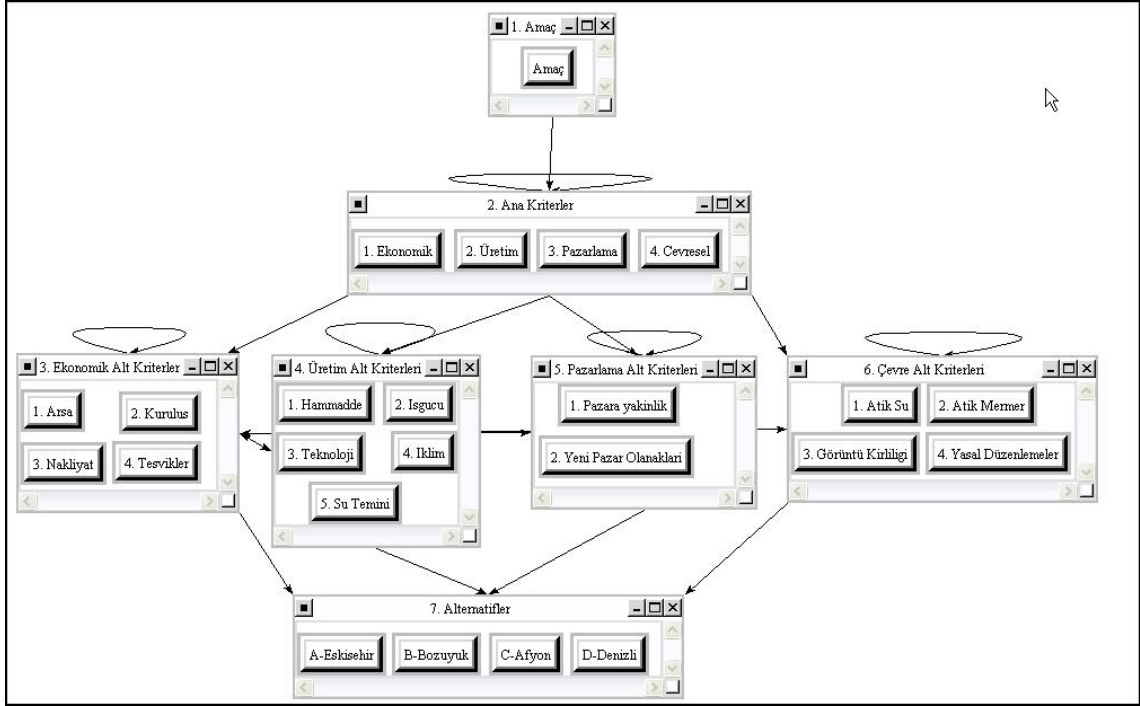 1. Amaç
Amaç
2. Ana Kriterler
1. Ekonomik
2. Üretim
3. Pazarlama
4. Cevresel
3. Ekonomik Alt Kriterler
1. Arsa
2. Kurulus
3. Nakliyat
4. Tesvikler
4. Üretim Alt Kriterleri
1. Hammadde
2. Isgucu
3. Teknoloji
4. Iklim
5. Su Temini
5. Pazarlama Alt Kriterleri
1. Pazara yakinlik
2. Yeni Pazar Olanaklari
6. Çevre Alt Kriterleri
1. Atik Su
2. Atik Mermer
3. Görüntü Kirliligi
4. Yasal Düzenlemeler
7. Alternatifler
A-Eskisehir
B-Bozuyuk
C-Afyon
D-Denizli